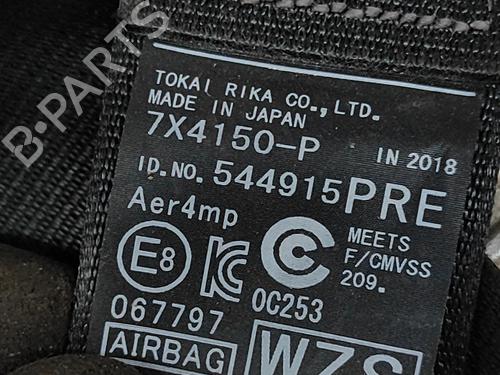 TOKAI RIKA CO., LTD.
MADE IN JAPAN
7X4150-P IN 2018
ID.NO. 544915PRE
Aer4mp
E8 KC C MEETS
F/CMVSS
209.
067797 0C253
AIRBAG WZS
B-PARTS